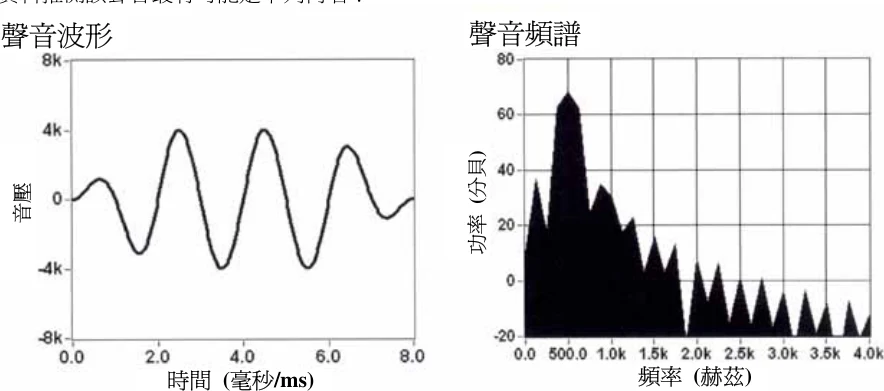 聲音波形
8k
4k
0
-4k
-8k
音壓
0.0 2.0 4.0 6.0 8.0
時間 (毫秒/ms)
聲音頻譜
80
60
40
20
0
-20
功率 (分貝)
0.0 500.0 1.0k 1.5k 2.0k 2.5k 3.0k 3.5k 4.0k
頻率 (赫茲)